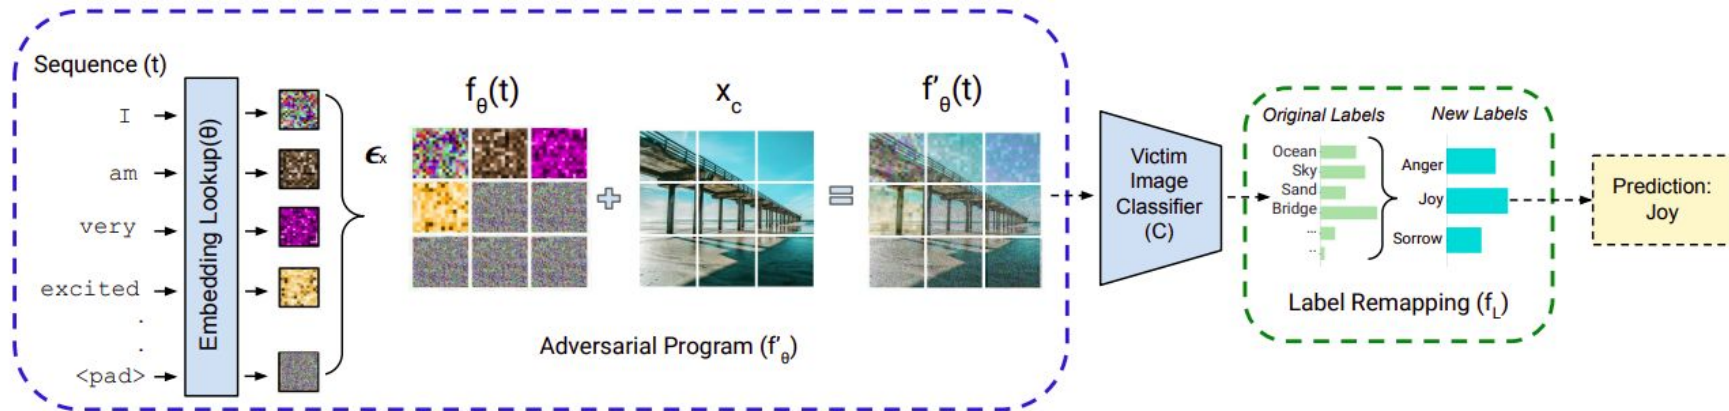 Sequence (t)
I
am
very
excited
.
.
<pad>
Embedding Lookup(θ)
ϵx
fθ(t)
xc
f'θ(t)
+
=
Adversarial Program (f'θ)
Victim
Image
Classifier
(C)
Original Labels
Ocean
Sky
Sand
Bridge
...
..
New Labels
Anger
Joy
Sorrow
Label Remapping (fL)
Prediction:
Joy